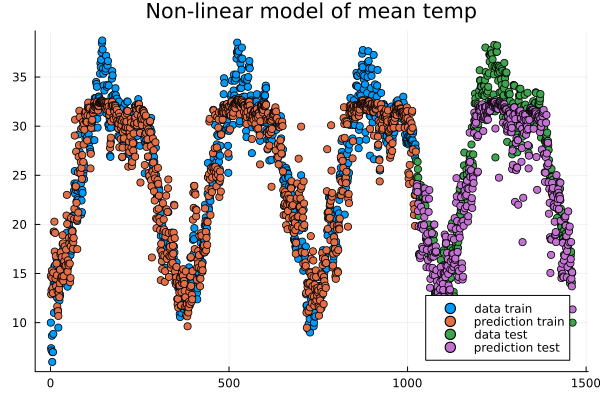 Non-linear model of mean temp
35
30
25
20
15
10
0
500
1000
1500
data train
prediction train
data test
prediction test